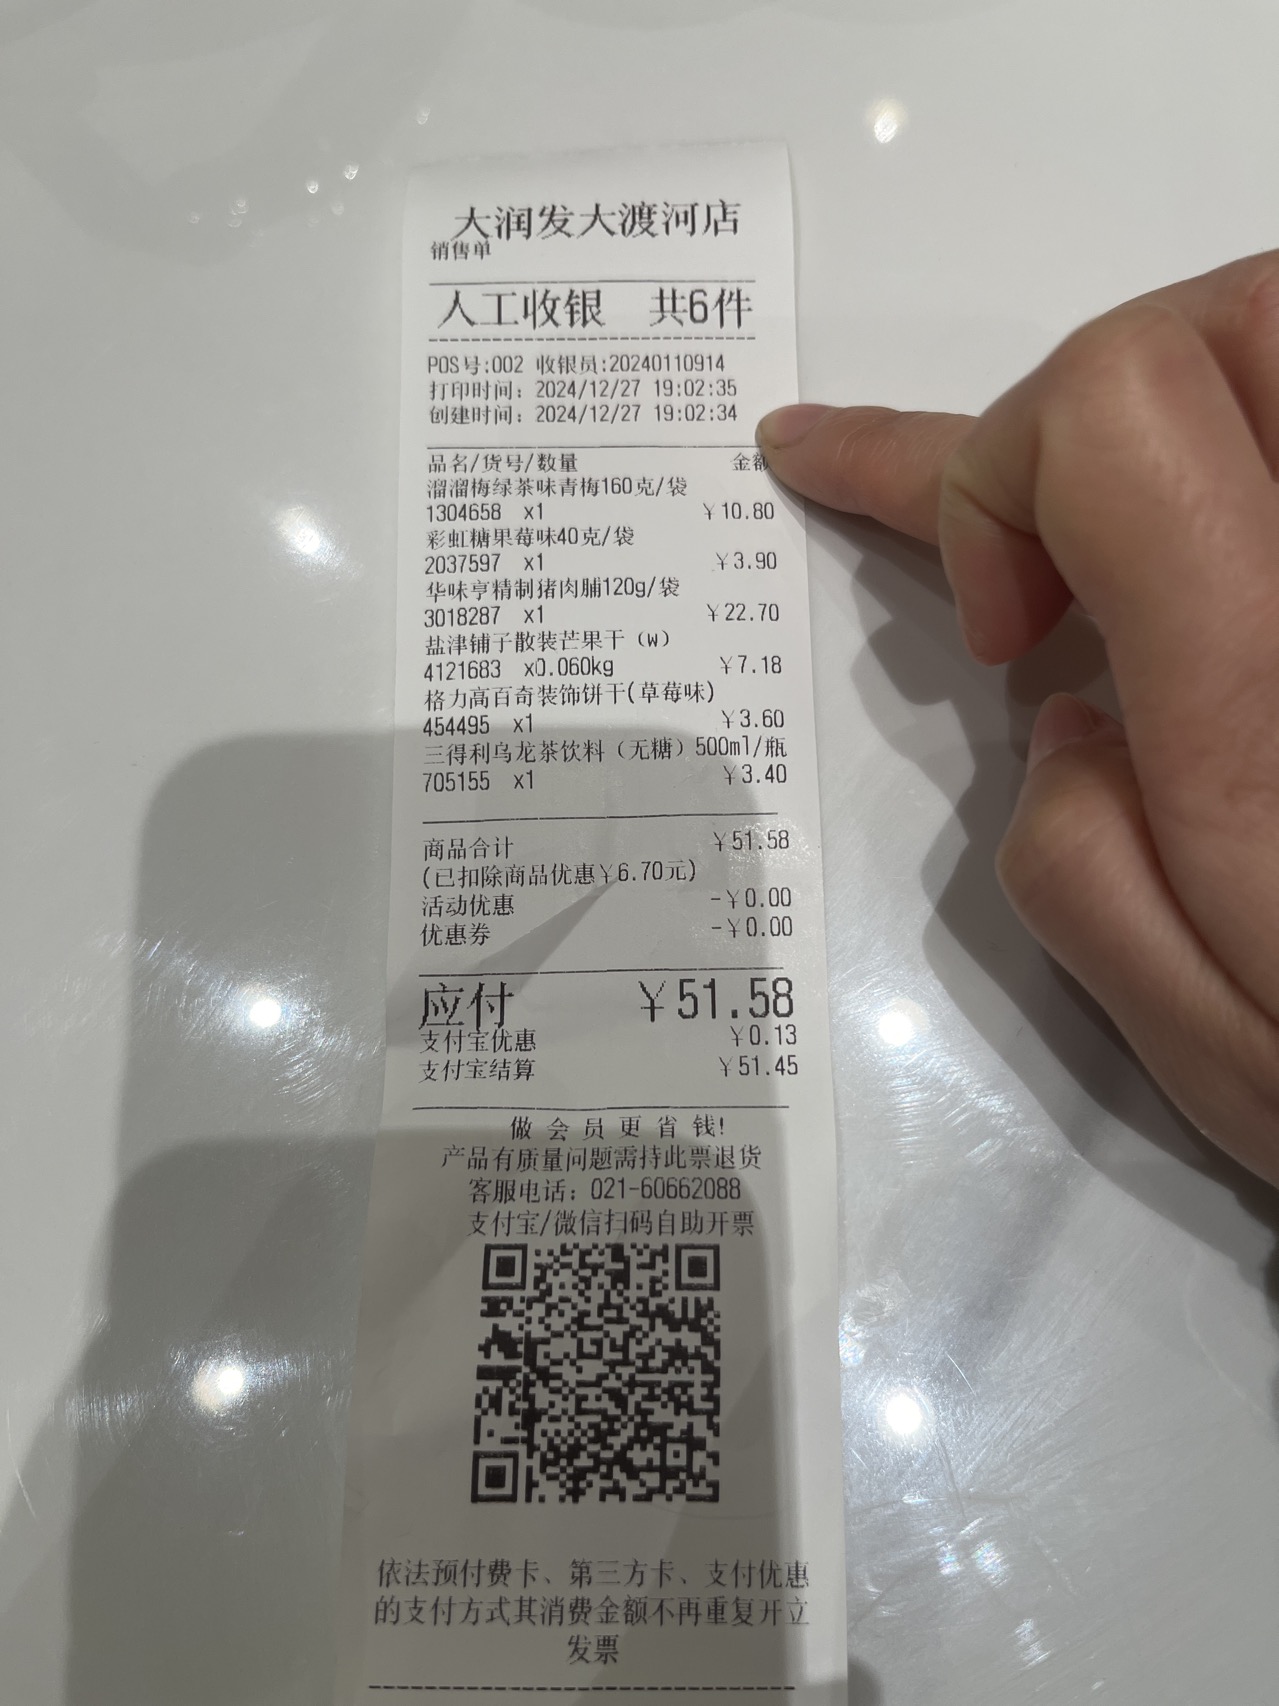 大润发大渡河店
销售单
人工收银 共6件
POS号:002 收银员:20240110914
打印时间: 2024/12/27 19:02:35
创建时间: 2024/12/27 19:02:34
品名/货号/数量 金额
溜溜梅绿茶味青梅160克/袋
1304658 x1 ￥10.80
彩虹糖果莓味40克/袋
2037597 x1 ￥3.90
华味亨精制猪肉脯120g/袋
3018287 x1 ￥22.70
盐津铺子散装芒果干（w）
4121683 x0.060kg ￥7.18
格力高百奇装饰饼干(草莓味)
454495 x1 ￥3.60
三得利乌龙茶饮料（无糖）500ml/瓶
705155 x1 ￥3.40
商品合计 ￥51.58
(已扣除商品优惠￥6.70元)
活动优惠 -￥0.00
优惠券 -￥0.00
应付 ￥51.58
支付宝优惠 ￥0.13
支付宝结算 ￥51.45
做会员更省钱!
产品有质量问题需持此票退货
客服电话: 021-60662088
支付宝/微信扫码自助开票
依法预付费卡、第三方卡、支付优惠
的支付方式其消费金额不再重复开立
发票